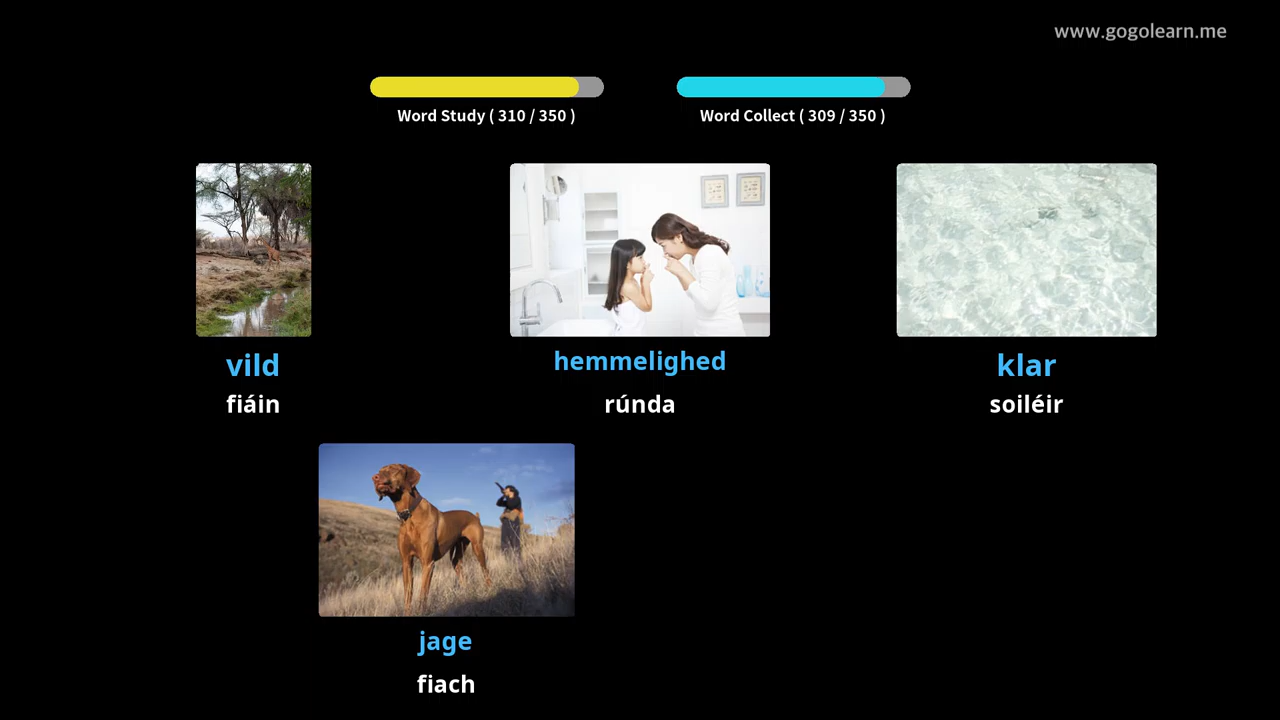 www.gogolearn.me
Word Study ( 310 / 350 )
Word Collect ( 309 / 350 )
vild
fiáin
hemmelighed
rúnda
klar
soiléir
jage
fiach